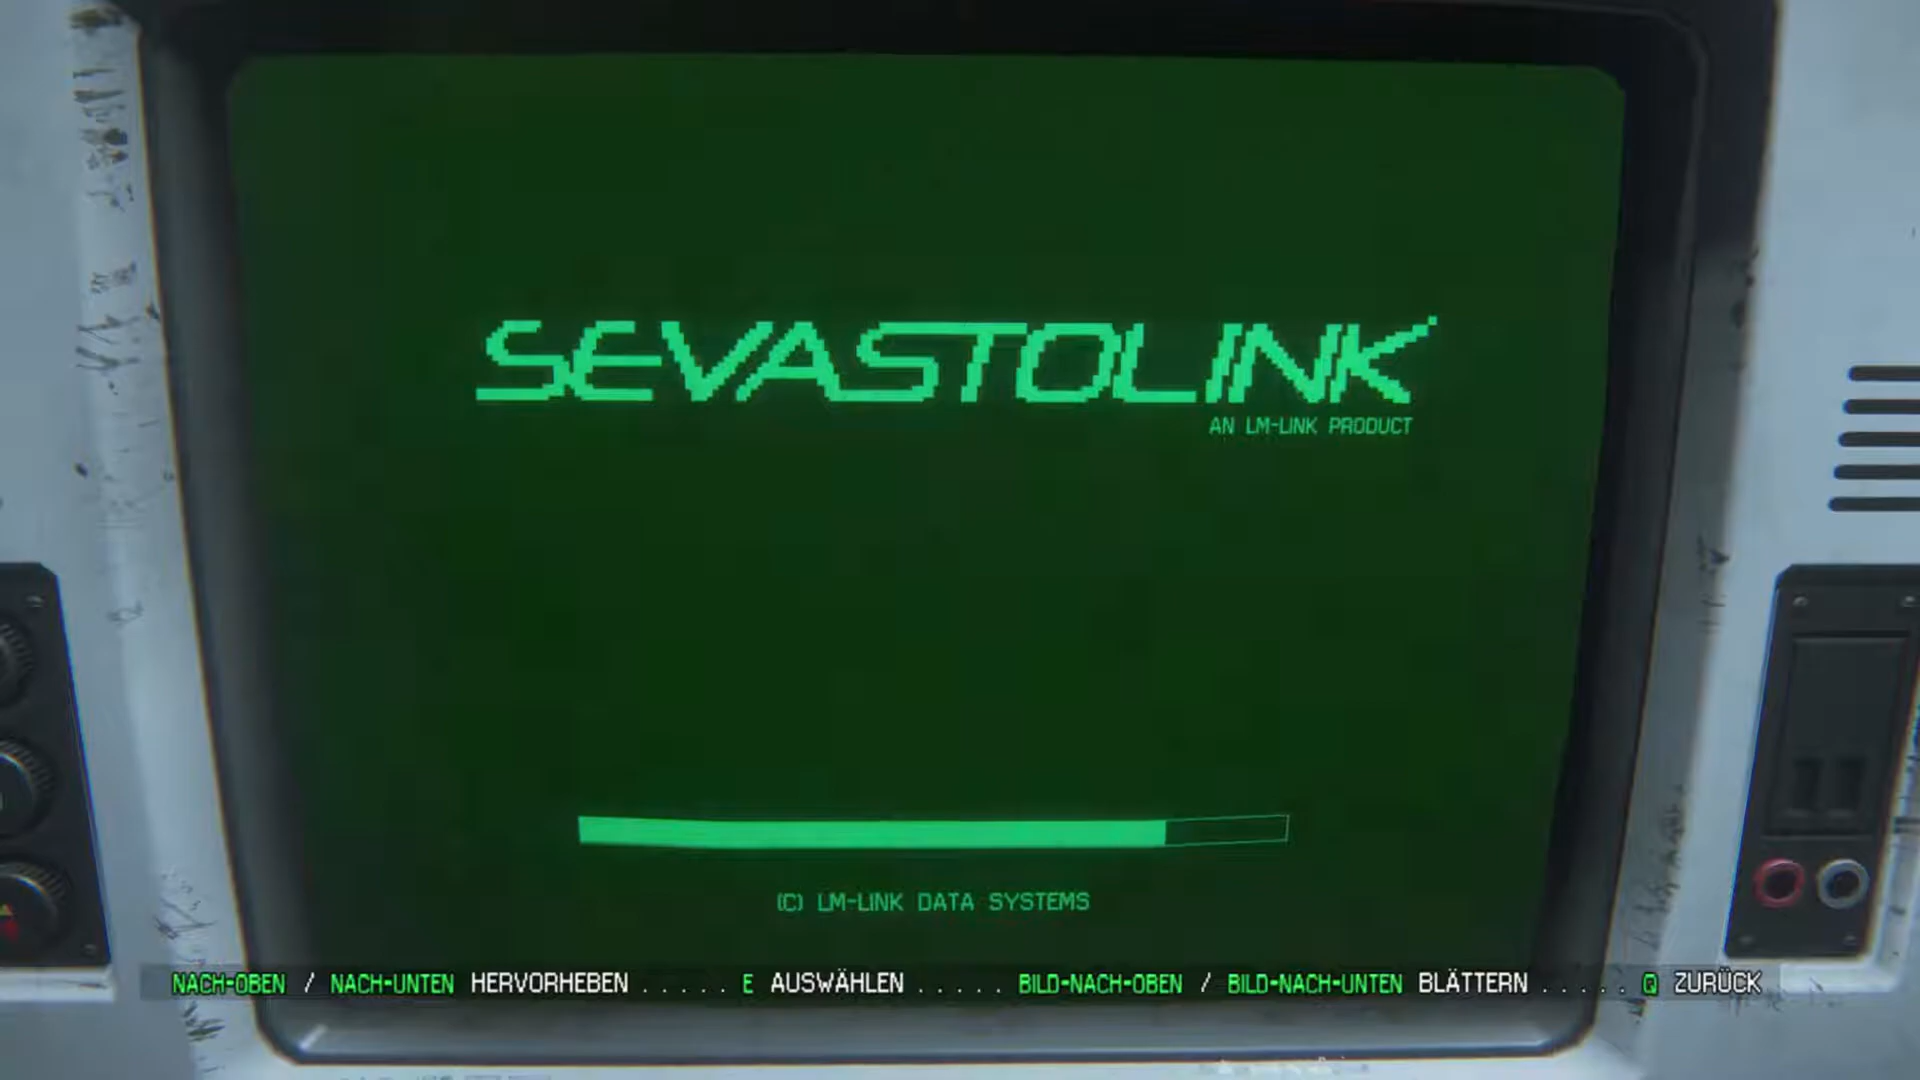 SEVASTOLINK
AN LM-LINK PRODUCT
(C) LM-LINK DATA SYSTEMS
NACH-OBEN / NACH-UNTEN HERVORHEBEN ..... E AUSWÄHLEN ..... BILD-NACH-OBEN / BILD-NACH-UNTEN BLÄTTERN ..... Q ZURÜCK